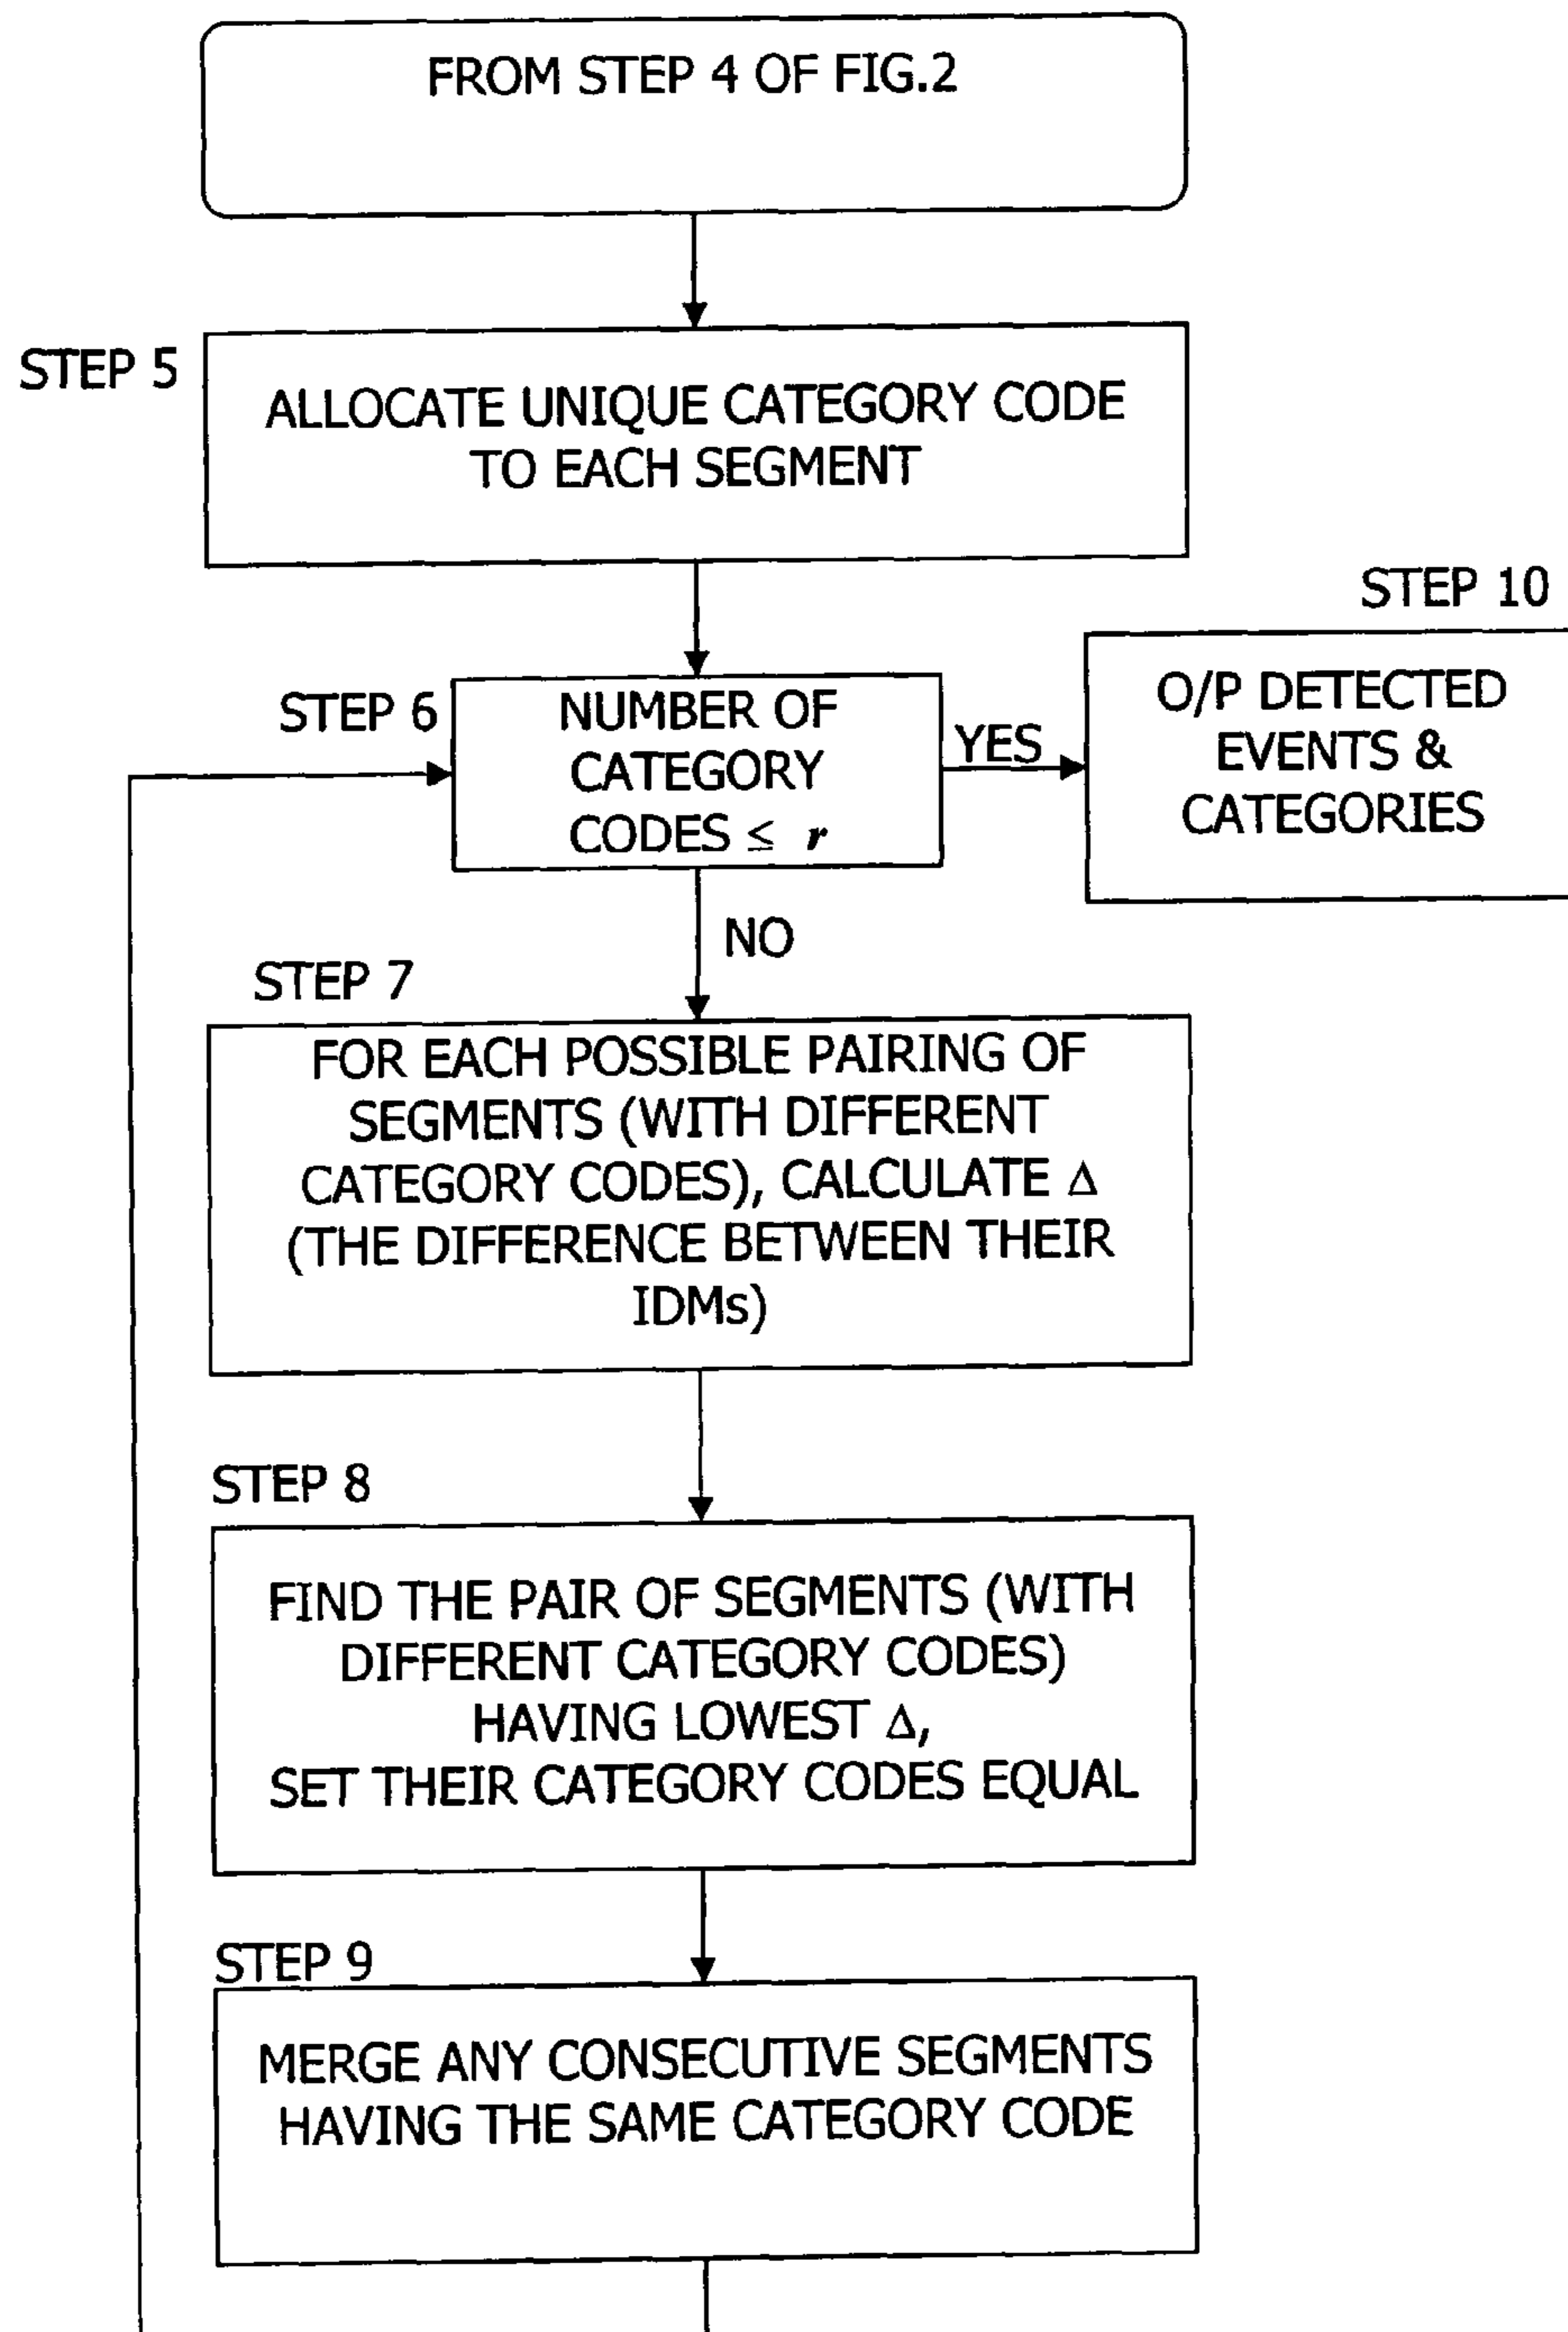 FROM STEP 4 OF FIG.2
STEP 5
ALLOCATE UNIQUE CATEGORY CODE
TO EACH SEGMENT
STEP 6
NUMBER OF
CATEGORY
CODES ≤ r
YES
STEP 10
O/P DETECTED
EVENTS &
CATEGORIES
NO
STEP 7
FOR EACH POSSIBLE PAIRING OF
SEGMENTS (WITH DIFFERENT
CATEGORY CODES), CALCULATE Δ
(THE DIFFERENCE BETWEEN THEIR
IDMs)
STEP 8
FIND THE PAIR OF SEGMENTS (WITH
DIFFERENT CATEGORY CODES)
HAVING LOWEST Δ,
SET THEIR CATEGORY CODES EQUAL
STEP 9
MERGE ANY CONSECUTIVE SEGMENTS
HAVING THE SAME CATEGORY CODE